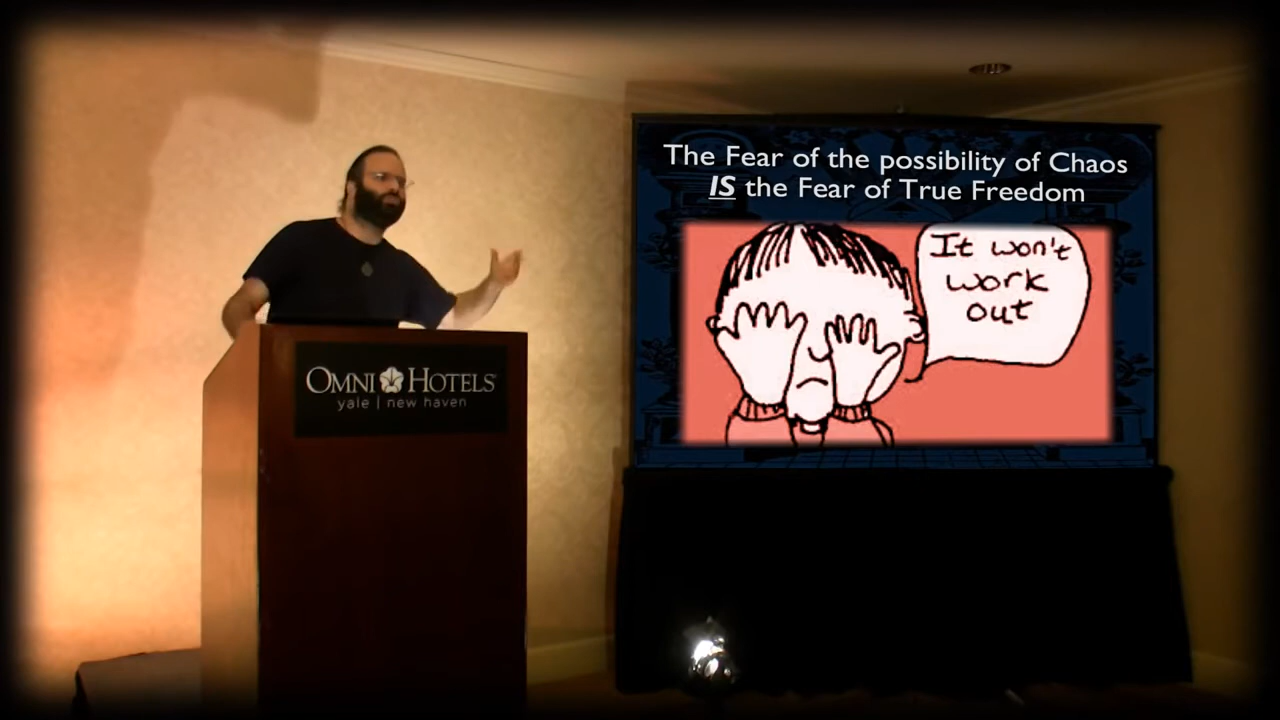 The Fear of the possibility of Chaos
IS the Fear of True Freedom
It won't
work
out
OMNI HOTELS
yale | new haven